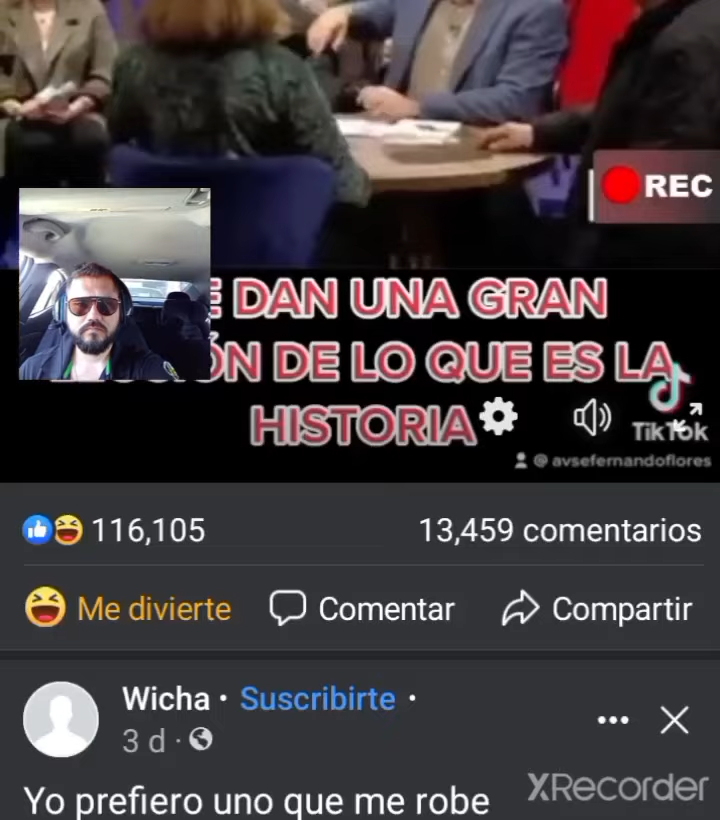 REC
DAN UNA GRAN
DE LO QUE ES LA
HISTORIA
TikTok
@avsefernandoflores
116,105
13,459 comentarios
Me divierte
Comentar
Compartir
Wicha · Suscribirte ·
3 d ·
Yo prefiero uno que me robe
XRecorder